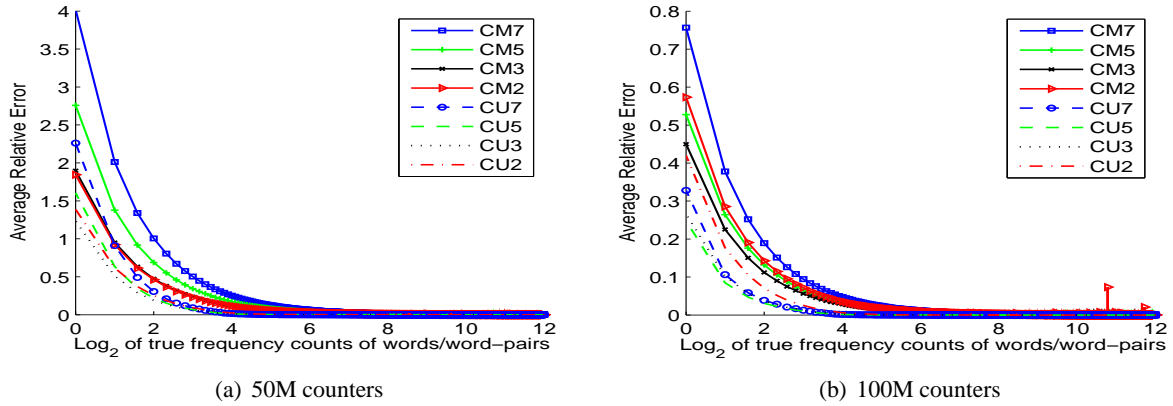 4
3.5
3
2.5
2
1.5
1
0.5
0
Average Relative Error
CM7
CM5
CM3
CM2
CU7
CU5
CU3
CU2
0 2 4 6 8 10 12
Log2 of true frequency counts of words/word−pairs
(a) 50M counters
0.8
0.7
0.6
0.5
0.4
0.3
0.2
0.1
0
Average Relative Error
CM7
CM5
CM3
CM2
CU7
CU5
CU3
CU2
0 2 4 6 8 10 12
Log2 of true frequency counts of words/word−pairs
(b) 100M counters